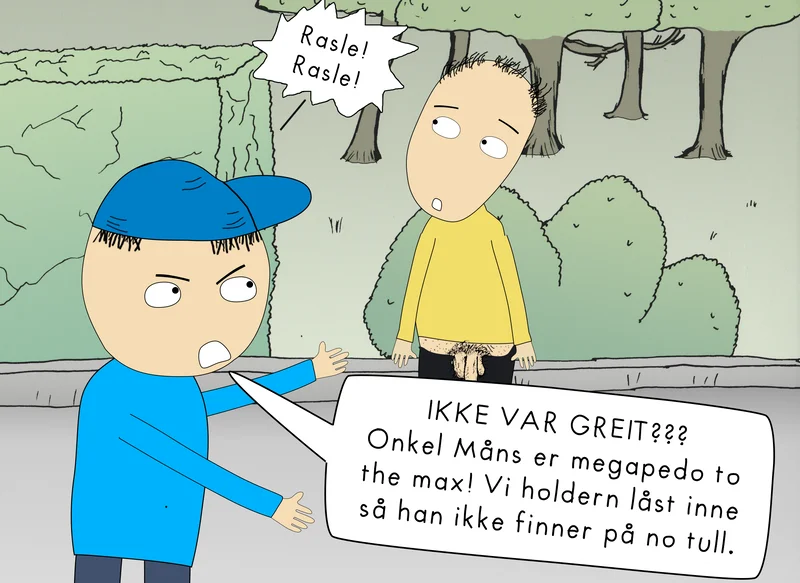 Rasle!
Rasle!
IKKE VAR GREIT???
Onkel Måns er megapedo to
the max! Vi holdern låst inne
så han ikke finner på no tull.